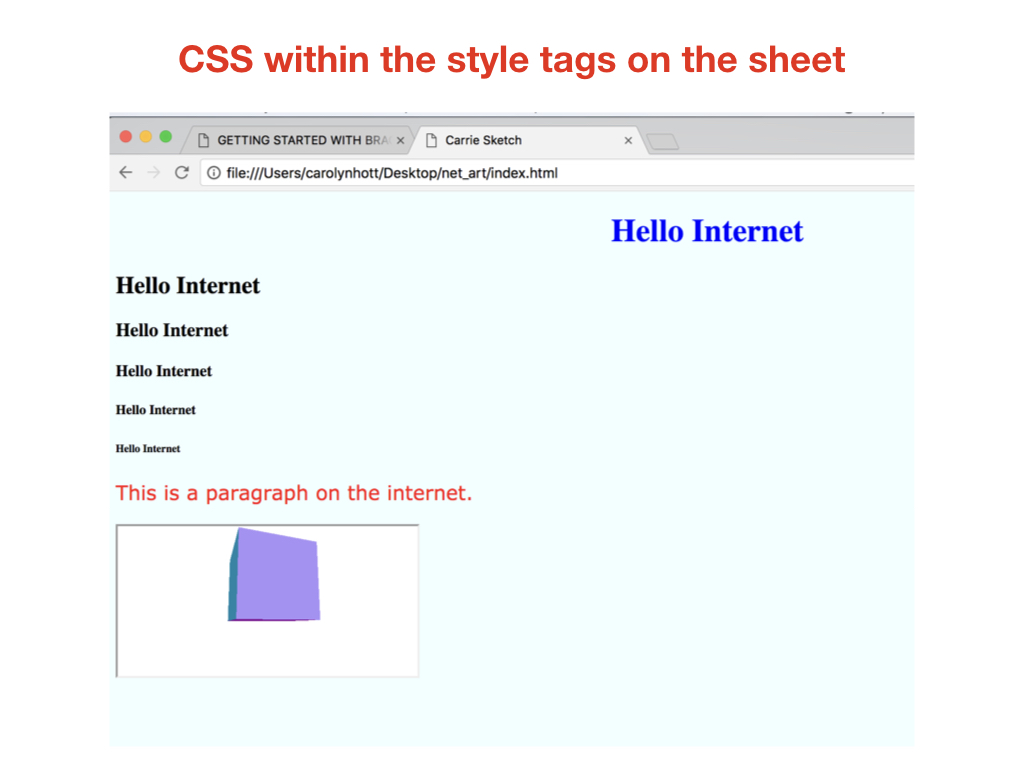 CSS within the style tags on the sheet
GETTING STARTED WITH BRA
Carrie Sketch
file:///Users/carolynhott/Desktop/net_art/index.html
Hello Internet
Hello Internet
Hello Internet
Hello Internet
Hello Internet
Hello Internet
This is a paragraph on the internet.